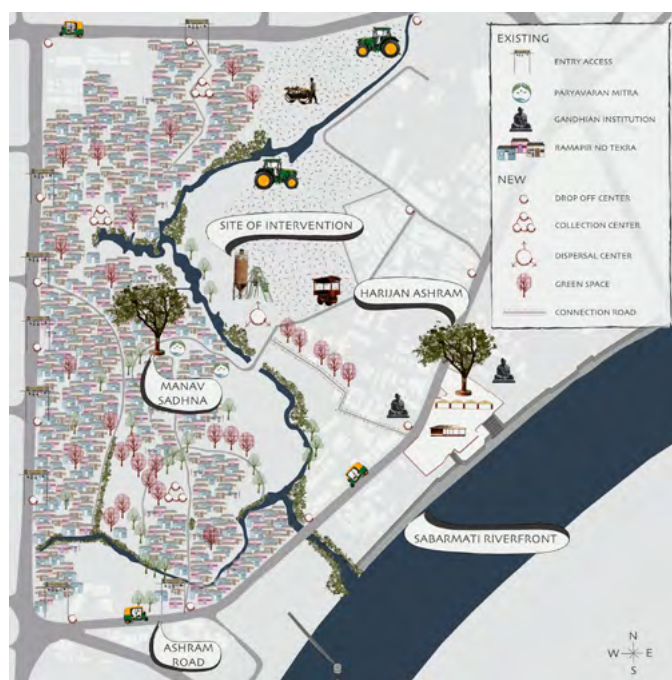 EXISTING
ENTRY ACCESS
PARYAVARAN MITRA
GANDHIAN INSTITUTION
RAMAPIR NO TEKRA
NEW
DROP OFF CENTER
COLLECTION CENTER
DISPERSAL CENTER
GREEN SPACE
CONNECTION ROAD
SITE OF INTERVENTION
HARIJAN ASHRAM
MANAV
SADHNA
SABARMATI RIVERFRONT
ASHRAM
ROAD
N
W E
S